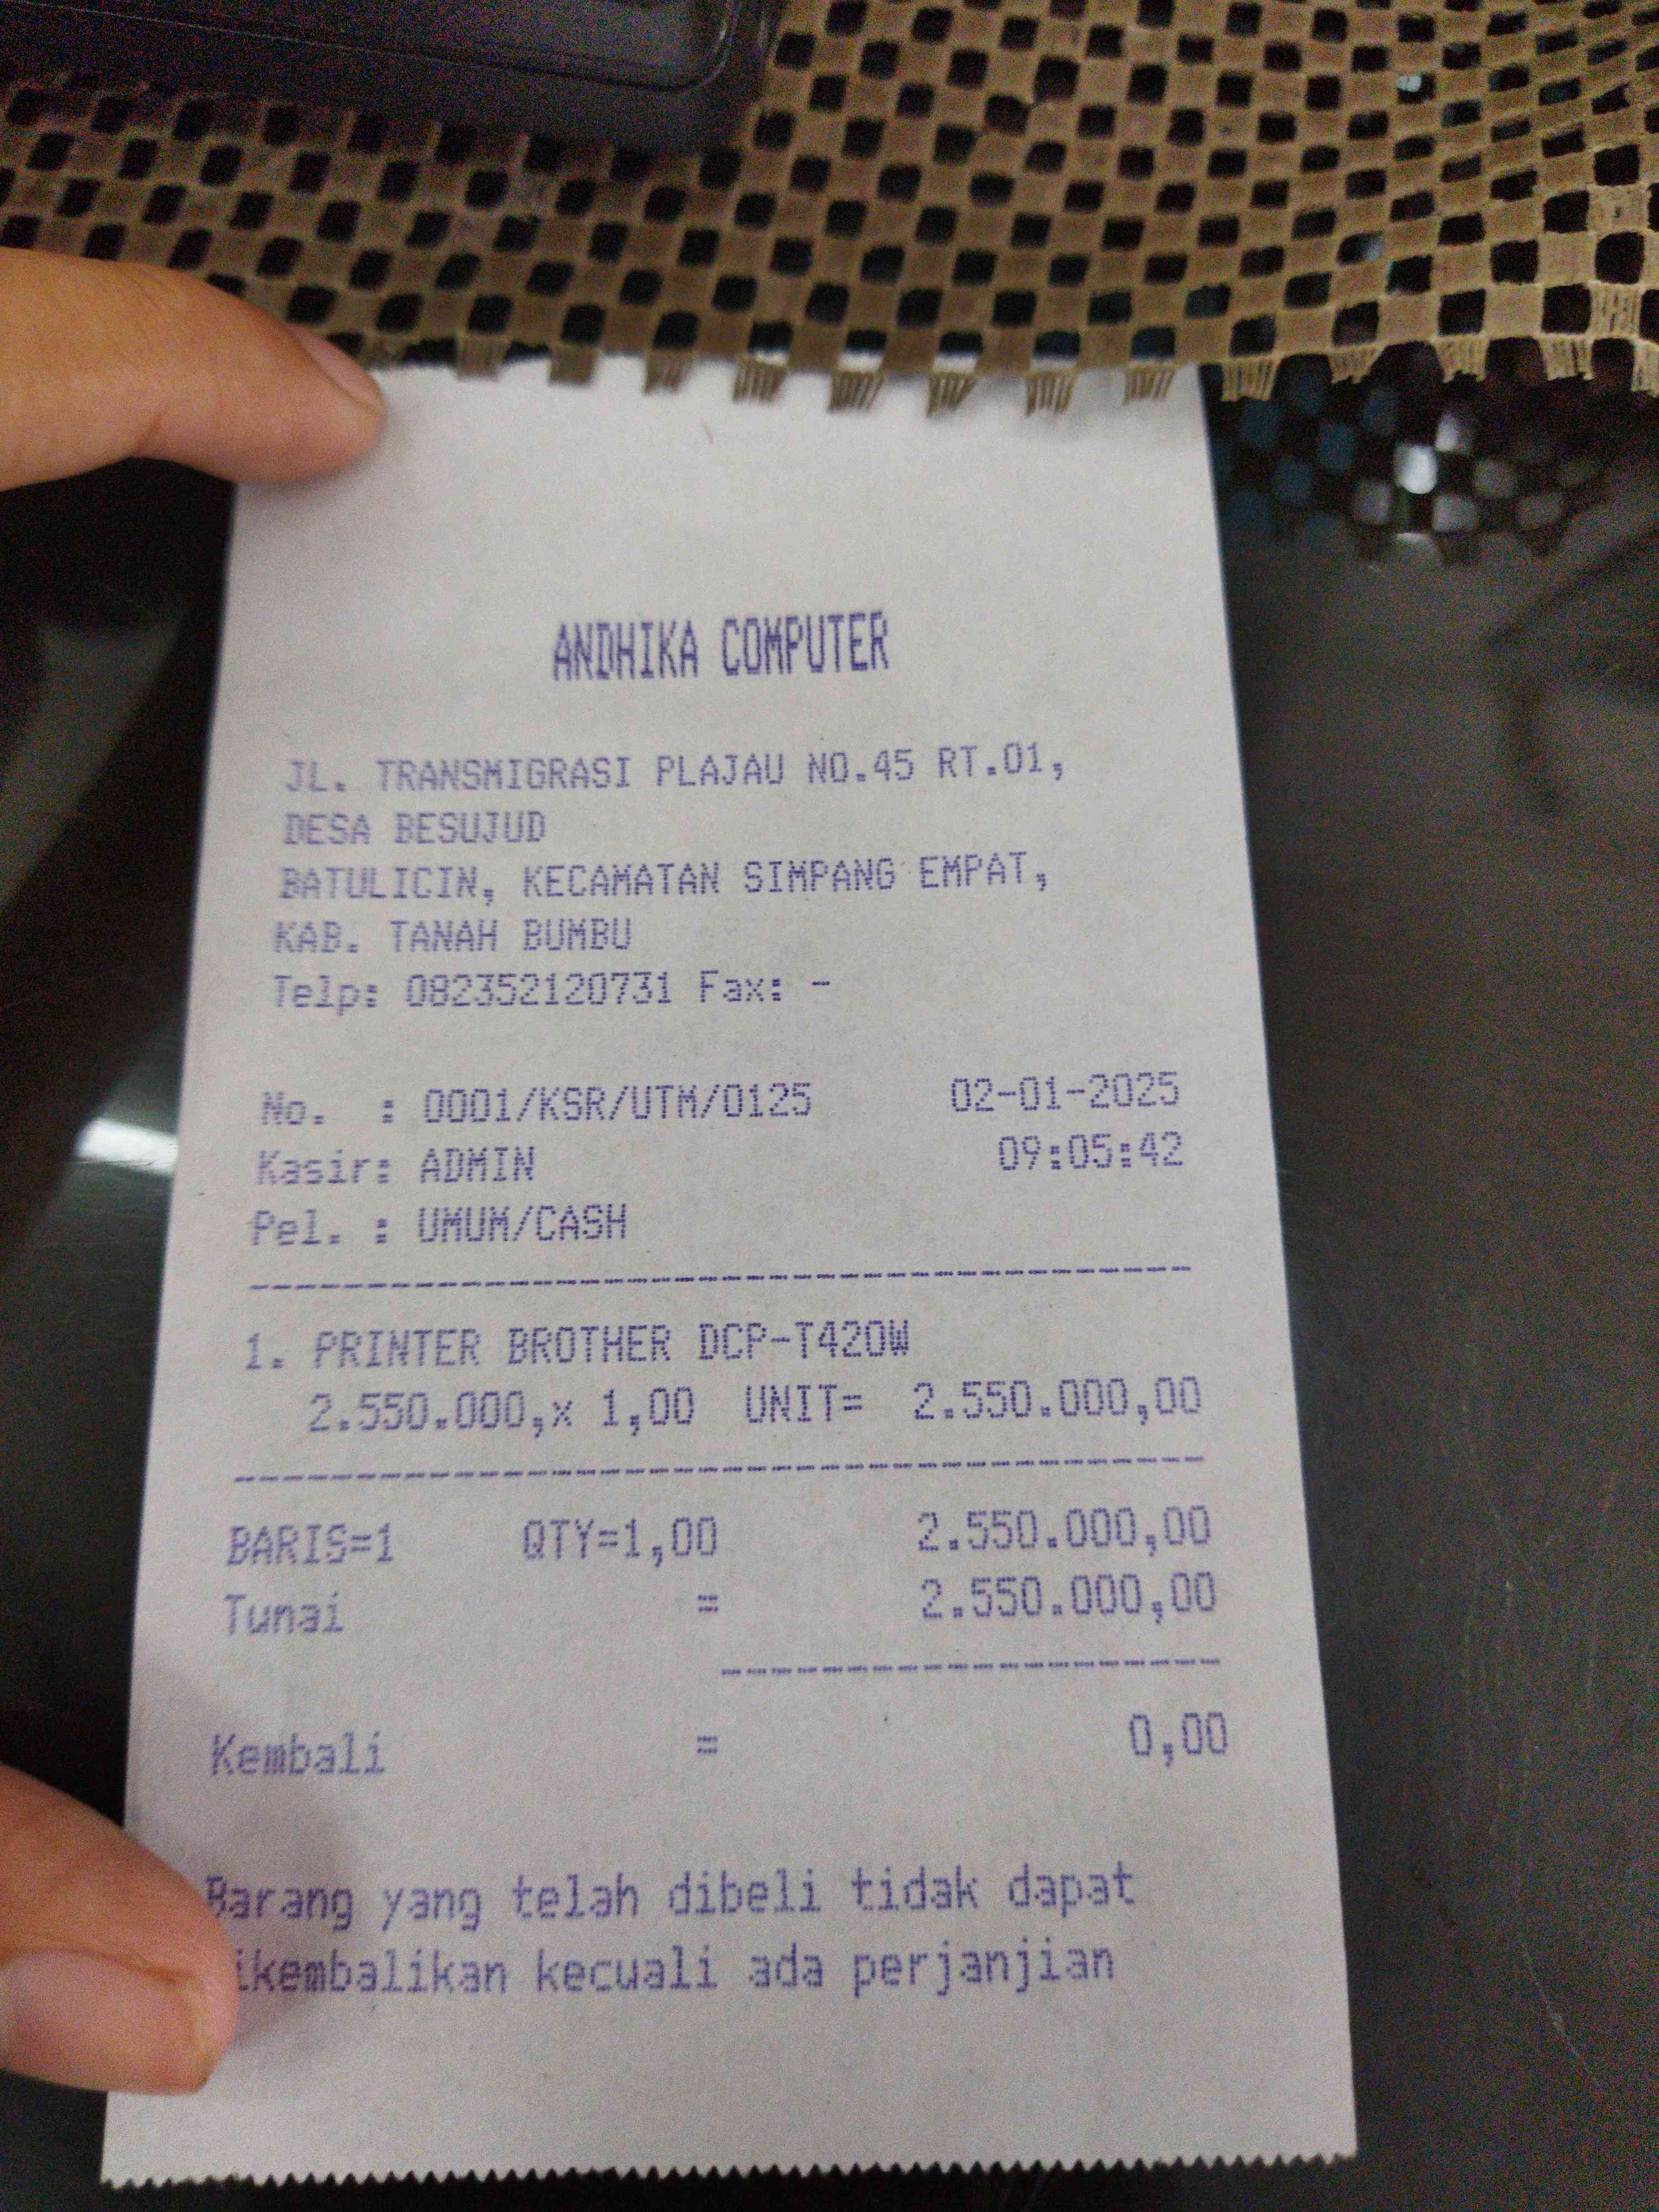 ANDHIKA COMPUTER
JL. TRANSMIGRASI PLAJAU NO.45 RT.01,
DESA BESUJUD
BATULICIN, KECAMATAN SIMPANG EMPAT,
KAB. TANAH BUMBU
Telp: 082352120731 Fax: -
No. : 0001/KSR/UTM/0125 02-01-2025
Kasir: ADMIN 09:05:42
Pel. : UMUM/CASH
1. PRINTER BROTHER DCP-T420W
2.550.000,x 1,00 UNIT= 2.550.000,00
BARIS=1 QTY=1,00 2.550.000,00
Tunai = 2.550.000,00
Kembali = 0,00
Barang yang telah dibeli tidak dapat
ikembalikan kecuali ada perjanjian